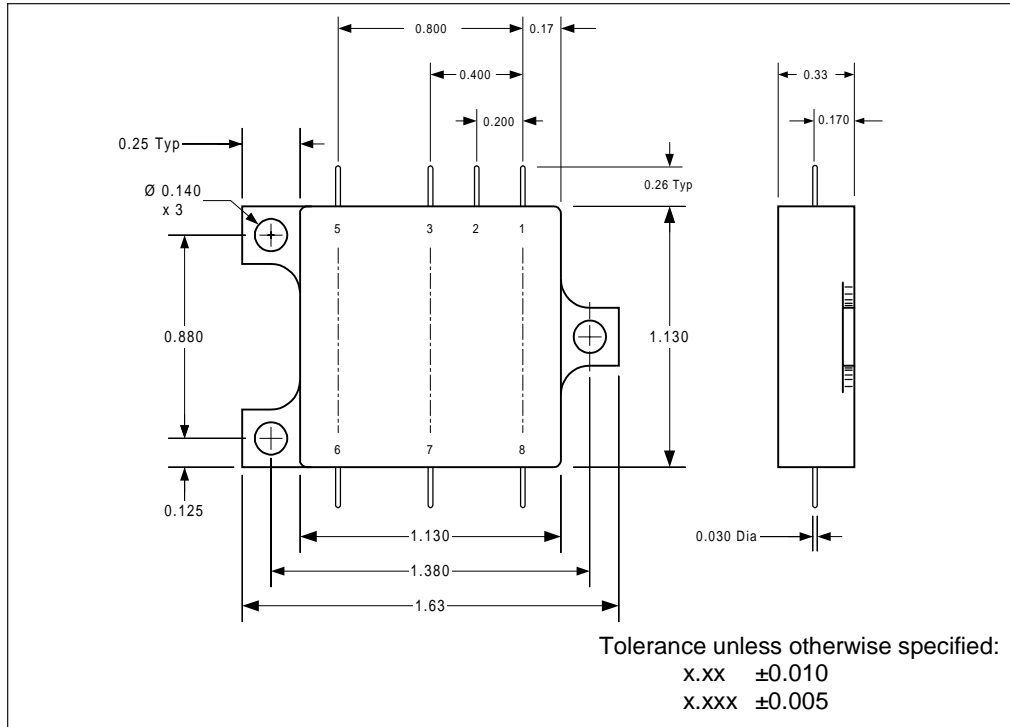 0.800
0.17
0.33
0.400
0.170
0.200
0.25 Typ
0.26 Typ
Ø 0.140
x 3
5
3
2
1
0.880
1.130
6
7
8
0.125
0.030 Dia
1.130
1.380
1.63
Tolerance unless otherwise specified:
x.xx ±0.010
x.xxx ±0.005